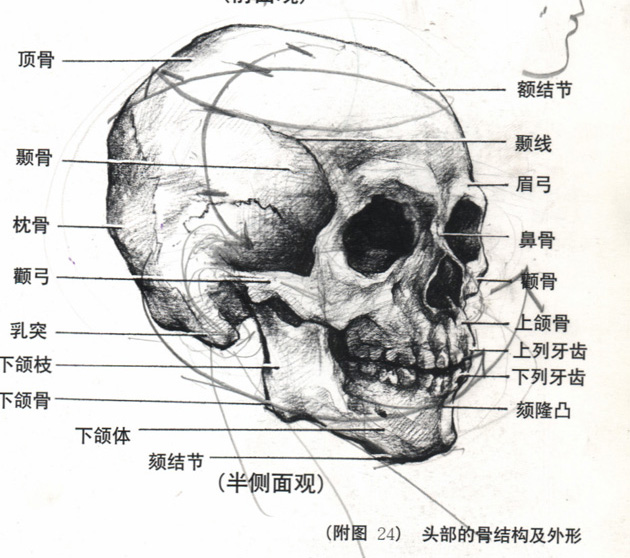 顶骨
额结节
颞线
颞骨
眉弓
枕骨
鼻骨
颧弓
颧骨
上颌骨
乳突
上列牙齿
下颌枝
下列牙齿
下颌骨
颏隆凸
下颌体
颏结节
(半侧面观)
(附图 24) 头部的骨结构及外形